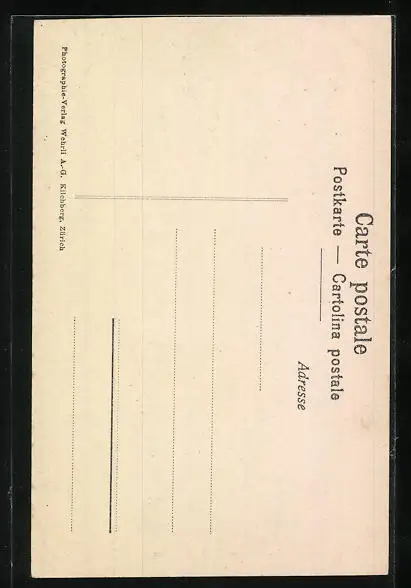 Carte postale
Postkarte — Cartolina postale
Adresse
Photographie-Verlag Wehrli A.-G. Kilchberg, Zürich